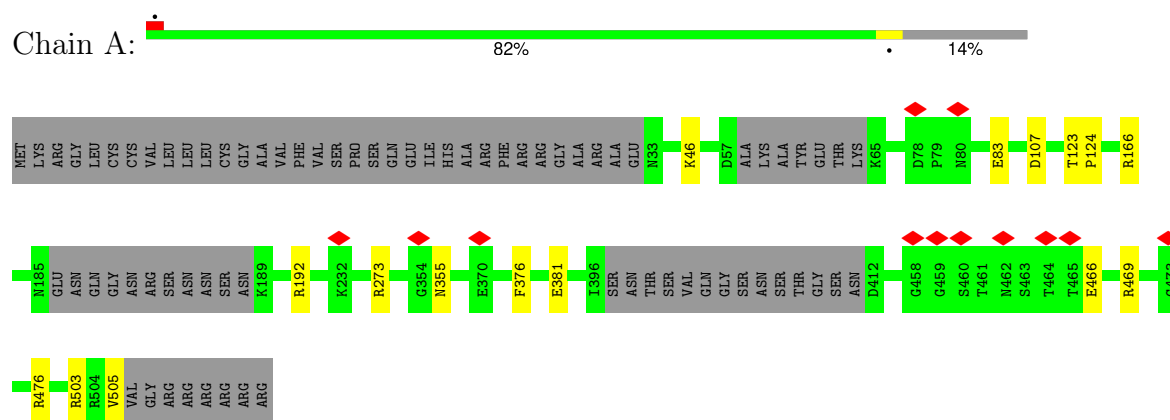 Chain A:
82% 14%
MET LYS ARG GLY LEU CYS CYS VAL LEU LEU LEU CYS GLY ALA VAL PHE VAL SER PRO SER GLN GLU ILE HIS ALA ARG PHE ARG ARG GLY ALA ARG ALA GLU N33 K46 D57 ALA LYS ALA TYR GLU THR LYS K65 D78 P79 N80 E83 D107 T123 P124 R166
N185 GLU ASN GLN GLY ASN ARG SER ASN ASN SER ASN K189 R192 K232 R273 G354 N355 E370 F376 E381 I396 SER ASN THR SER VAL GLN GLY SER ASN SER THR GLY SER ASN D412 G458 G459 S460 T461 N462 S463 T464 T465 E466 R469
R476 R503 R504 V505 VAL GLY ARG ARG ARG ARG ARG ARG